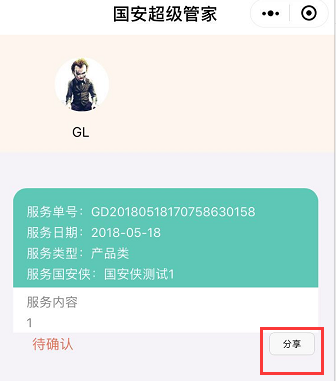 国安超级管家
GL
服务单号：GD20180518170758630158
服务日期：2018-05-18
服务类型：产品类
服务国安侠：国安侠测试1
服务内容
1
待确认
分享